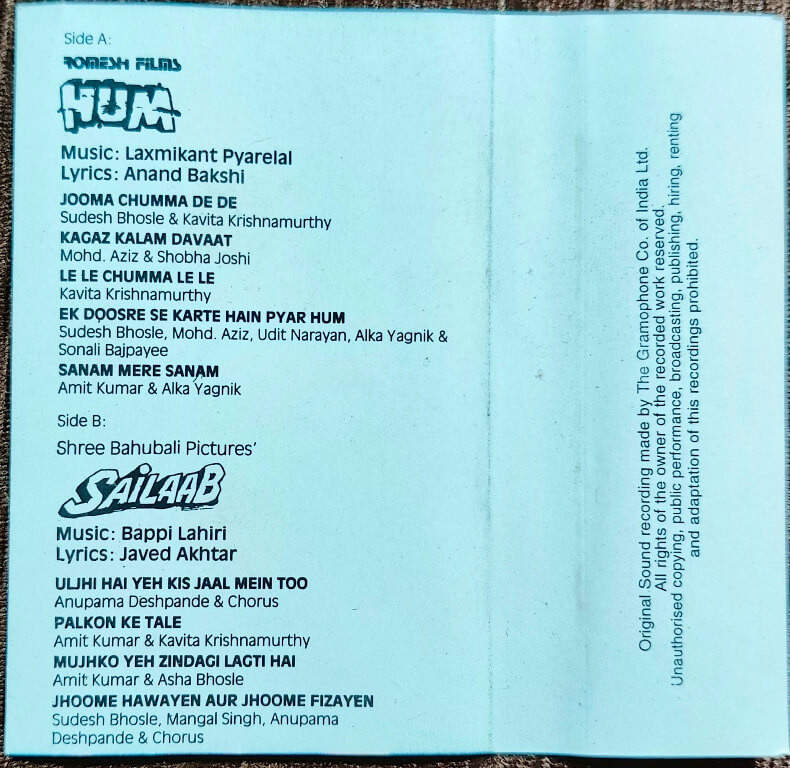 Side A:
ROMESH FILMS
HUM
Music: Laxmikant Pyarelal
Lyrics: Anand Bakshi
JOOMA CHUMMA DE DE
Sudesh Bhosle & Kavita Krishnamurthy
KAGAZ KALAM DAVAAT
Mohd. Aziz & Shobha Joshi
LE LE CHUMMA LE LE
Kavita Krishnamurthy
EK DOOSRE SE KARTE HAIN PYAR HUM
Sudesh Bhosle, Mohd. Aziz, Udit Narayan, Alka Yagnik &
Sonali Bajpayee
SANAM MERE SANAM
Amit Kumar & Alka Yagnik
Side B:
Shree Bahubali Pictures'
SAILAAB
Music: Bappi Lahiri
Lyrics: Javed Akhtar
ULJHI HAI YEH KIS JAAL MEIN TOO
Anupama Deshpande & Chorus
PALKON KE TALE
Amit Kumar & Kavita Krishnamurthy
MUJHKO YEH ZINDAGI LAGTI HAI
Amit Kumar & Asha Bhosle
JHOOME HAWAYEN AUR JHOOME FIZAYEN
Sudesh Bhosle, Mangal Singh, Anupama
Deshpande & Chorus
Original Sound recording made by The Gramophone Co. of India Ltd.
All rights of the owner of the recorded work reserved.
Unauthorised copying, public performance, broadcasting, publishing, hiring, renting
and adaptation of this recordings prohibited.